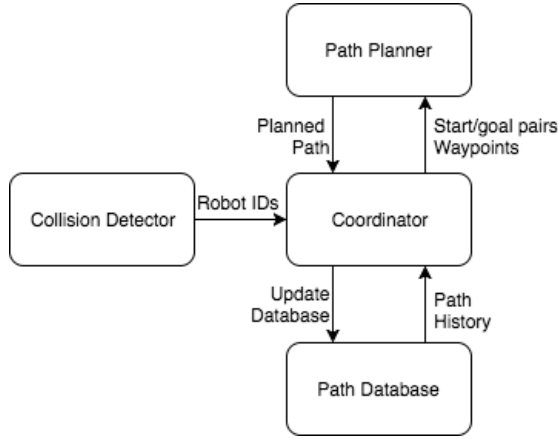 Path Planner
Planned
Path
Start/goal pairs
Waypoints
Collision Detector
Robot IDs
Coordinator
Update
Database
Path
History
Path Database